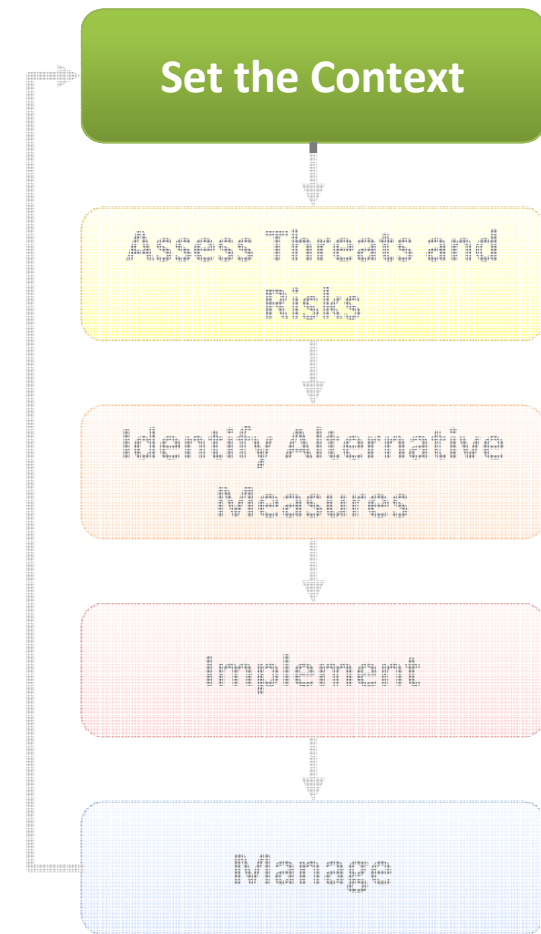 Set the Context
Assess Threats and
Risks
Identify Alternative
Measures
Implement
Manage